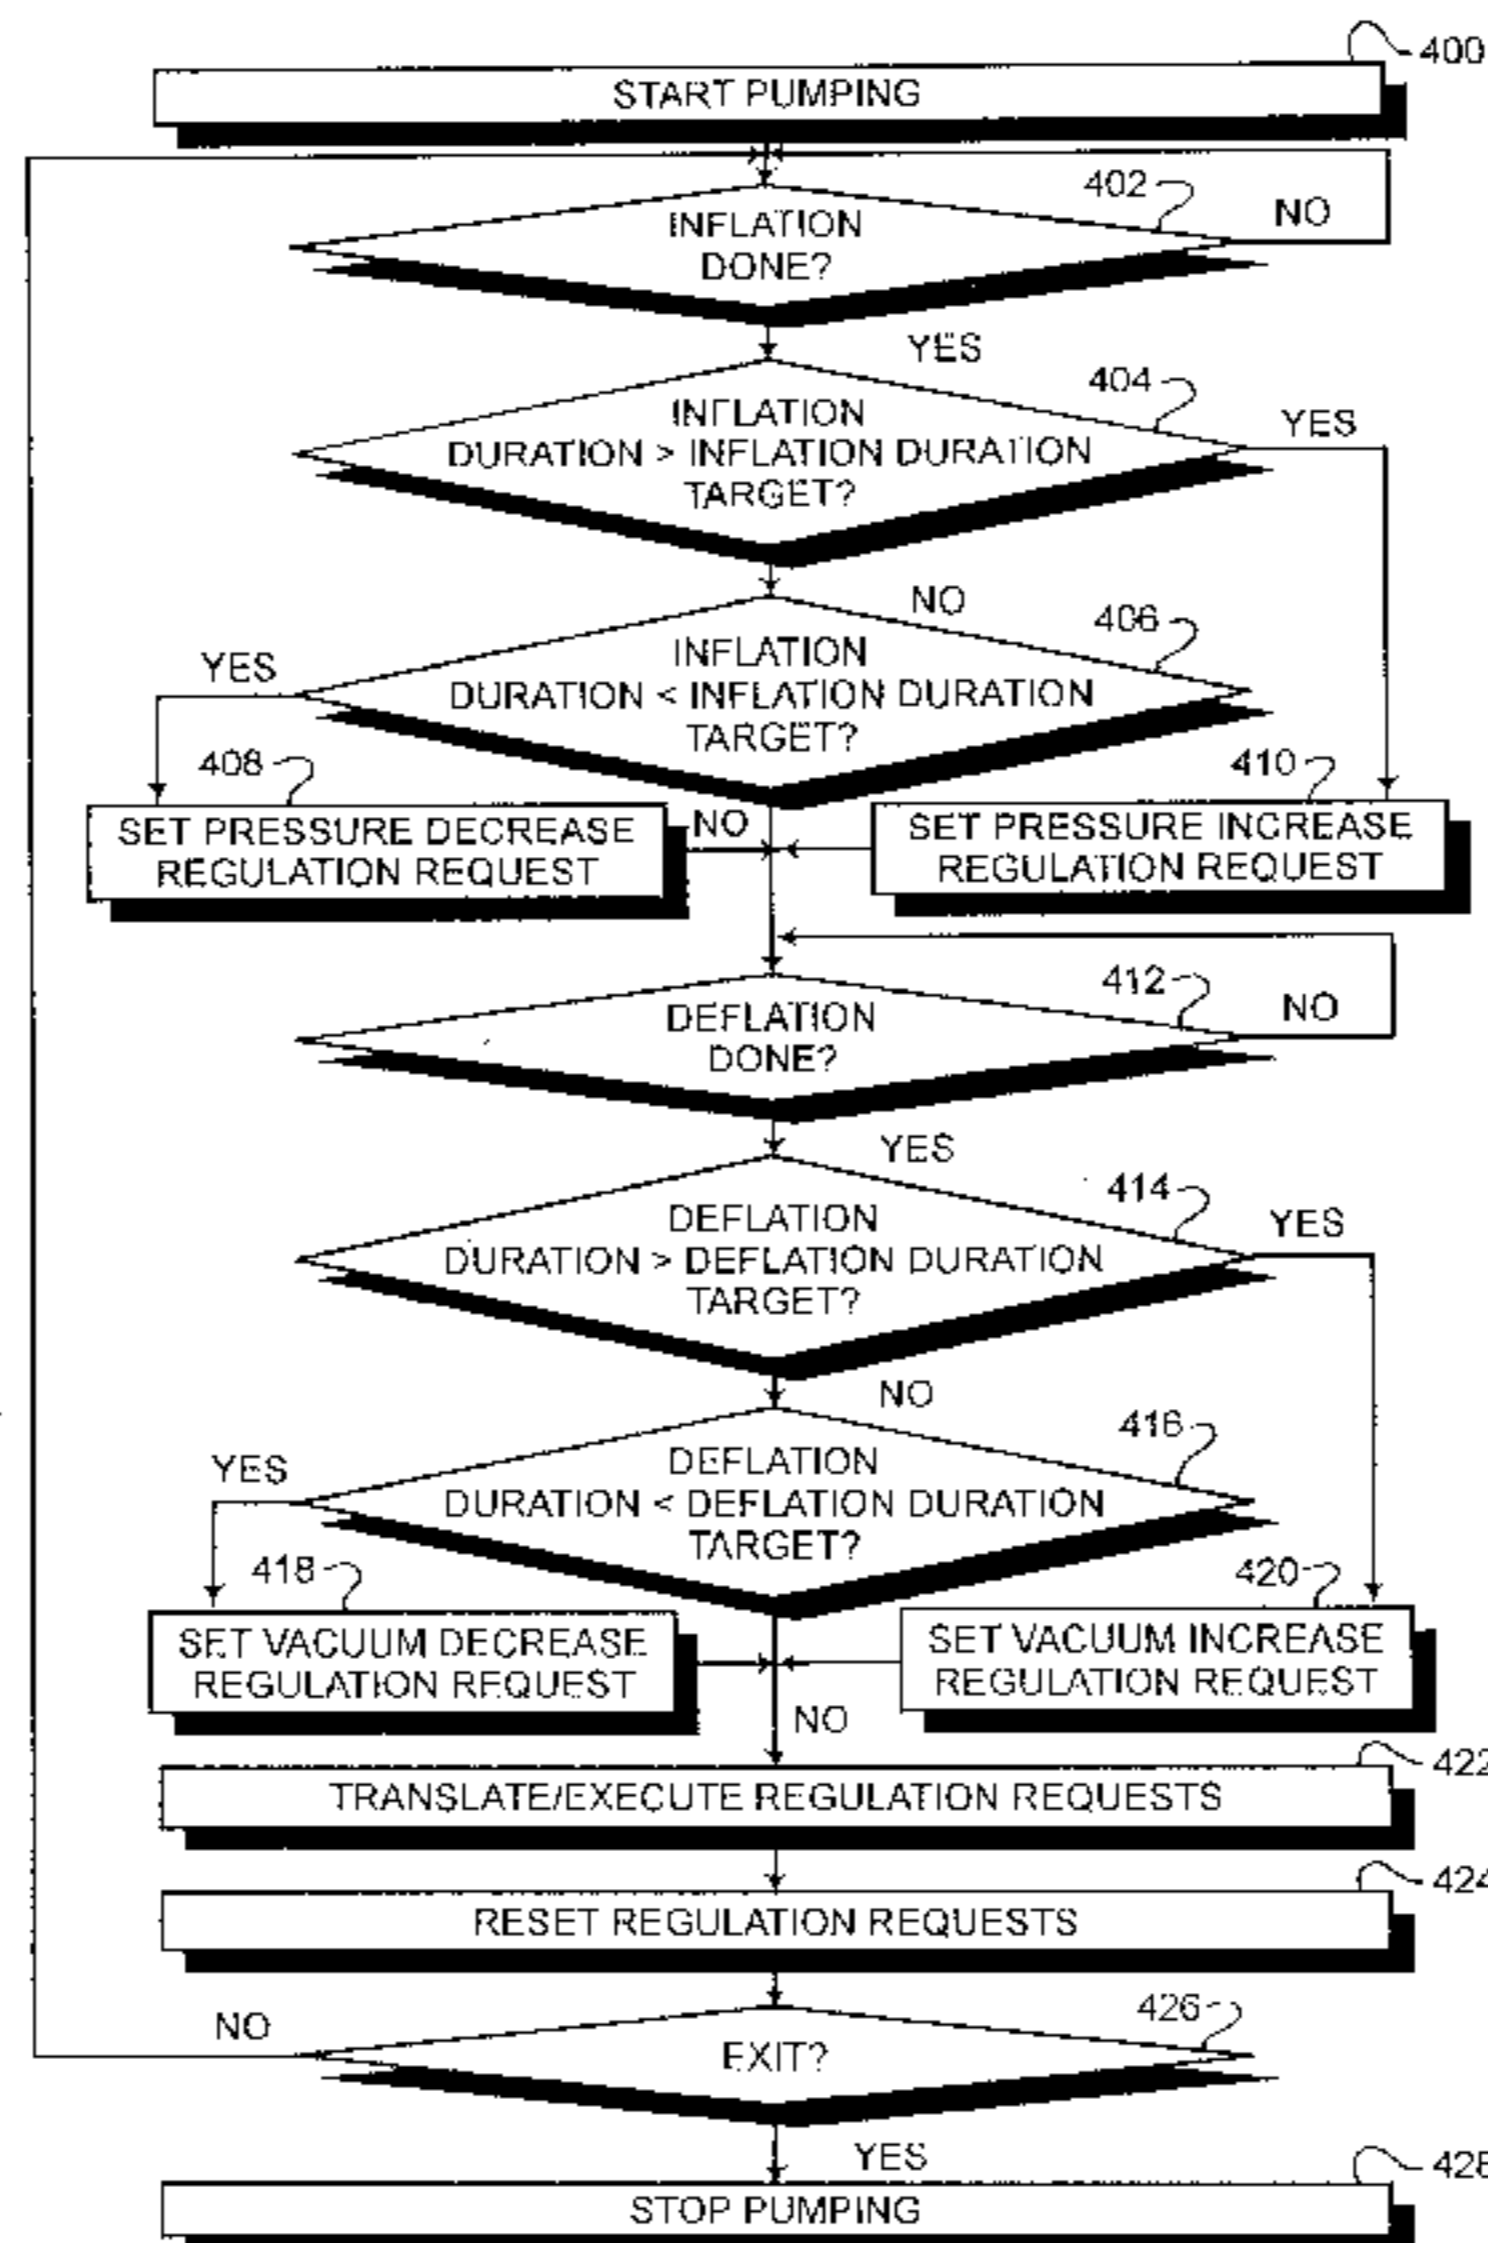 400
START PUMPING
402
INFLATION
DONE?
NO
YES
404
INFLATION
DURATION > INFLATION DURATION
TARGET?
YES
NO
406
INFLATION
DURATION < INFLATION DURATION
TARGET?
YES
408
SET PRESSURE DECREASE
REGULATION REQUEST
NO
410
SET PRESSURE INCREASE
REGULATION REQUEST
412
DEFLATION
DONE?
NO
YES
414
DEFLATION
DURATION > DEFLATION DURATION
TARGET?
YES
NO
416
DEFLATION
DURATION < DEFLATION DURATION
TARGET?
YES
418
SET VACUUM DECREASE
REGULATION REQUEST
420
SET VACUUM INCREASE
REGULATION REQUEST
NO
422
TRANSLATE/EXECUTE REGULATION REQUESTS
424
RESET REGULATION REQUESTS
426
EXIT?
NO
YES
428
STOP PUMPING